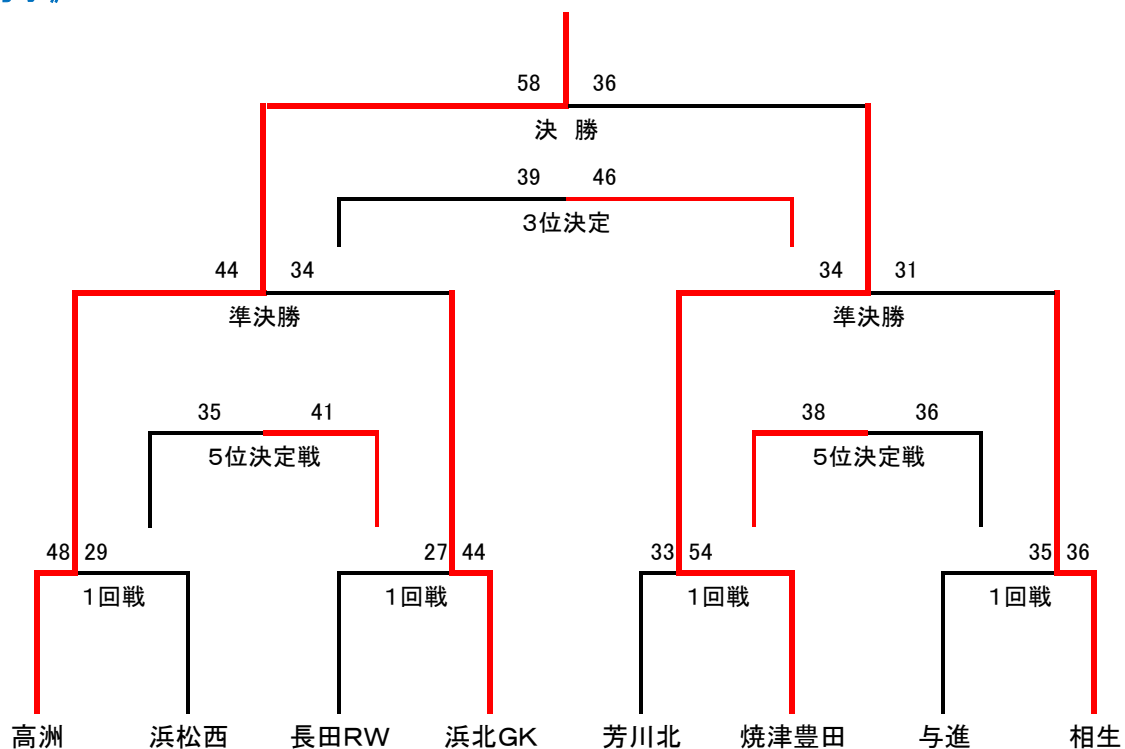 58 36
決 勝
39 46
3位決定
44 34 34 31
準決勝 準決勝
35 41 38 36
5位決定戦 5位決定戦
48 29 27 44 33 54 35 36
1回戦 1回戦 1回戦 1回戦
高洲 浜松西 長田RW 浜北GK 芳川北 焼津豊田 与進 相生